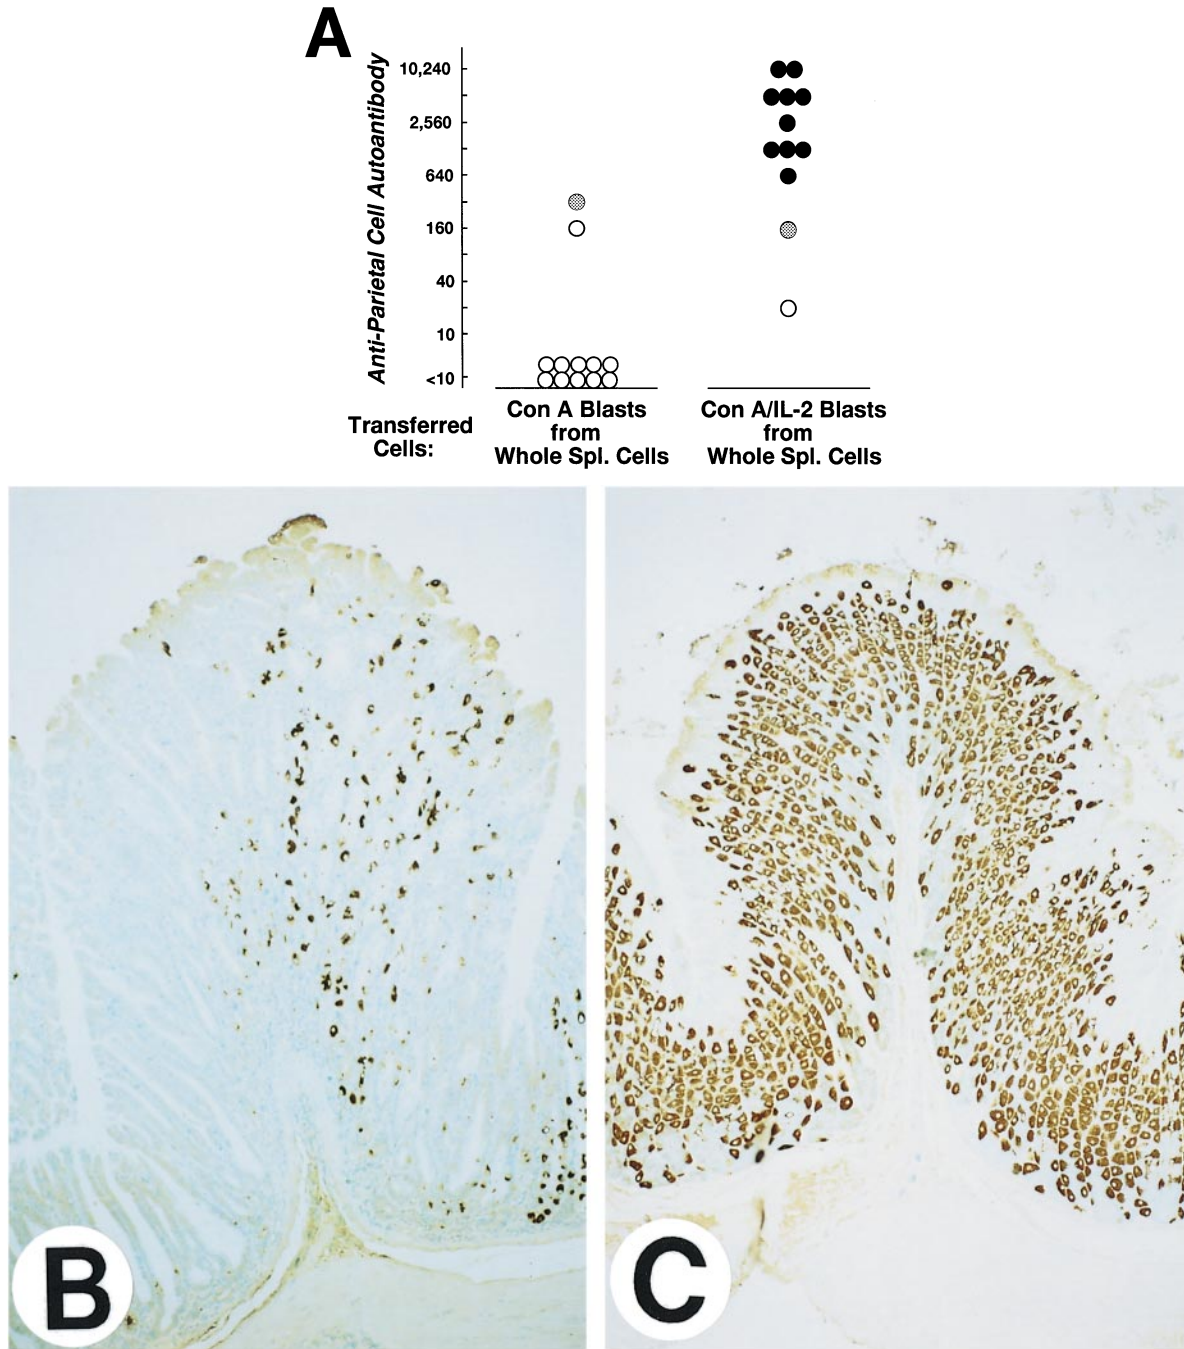 A
Anti-Parietal Cell Autoantibody
10,240
2,560
640
160
40
10
<10
Transferred
Cells:
Con A Blasts
from
Whole Spl. Cells
Con A/IL-2 Blasts
from
Whole Spl. Cells
B
C